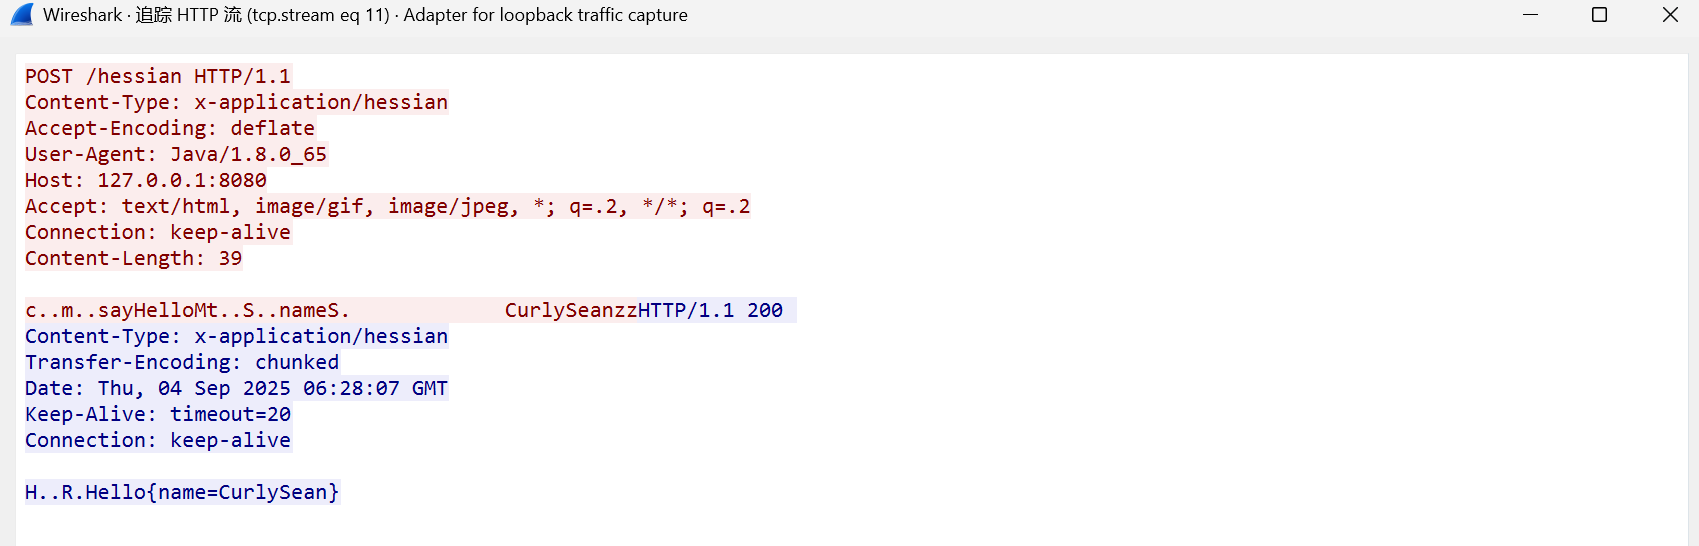 Wireshark · 追踪 HTTP 流 (tcp.stream eq 11) · Adapter for loopback traffic capture
POST /hessian HTTP/1.1
Content-Type: x-application/hessian
Accept-Encoding: deflate
User-Agent: Java/1.8.0_65
Host: 127.0.0.1:8080
Accept: text/html, image/gif, image/jpeg, *; q=.2, */*; q=.2
Connection: keep-alive
Content-Length: 39
c..m..sayHelloMt..S..nameS.	CurlySeanzzHTTP/1.1 200
Content-Type: x-application/hessian
Transfer-Encoding: chunked
Date: Thu, 04 Sep 2025 06:28:07 GMT
Keep-Alive: timeout=20
Connection: keep-alive
H..R.Hello{name=CurlySean}